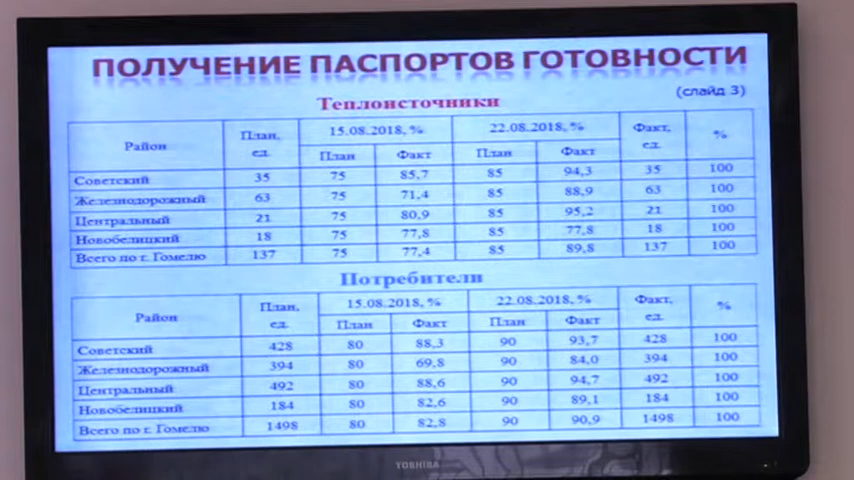 ПОЛУЧЕНИЕ ПАСПОРТОВ ГОТОВНОСТИ
(слайд 3)
Теплоисточники
Район План, ед. 15.08.2018, % 22.08.2018, % Факт, ед. %
План Факт План Факт
Советский 35 75 85,7 85 94,3 35 100
Железнодорожный 63 75 71,4 85 88,9 63 100
Центральный 21 75 80,9 85 95,2 21 100
Новобелицкий 18 75 77,8 85 77,8 18 100
Всего по г. Гомелю 137 75 77,4 85 89,8 137 100
Потребители
Район План, ед. 15.08.2018, % 22.08.2018, % Факт, ед. %
План Факт План Факт
Советский 428 80 88,3 90 93,7 428 100
Железнодорожный 394 80 69,8 90 84,0 394 100
Центральный 492 80 88,6 90 94,7 492 100
Новобелицкий 184 80 82,6 90 89,1 184 100
Всего по г. Гомелю 1498 80 82,8 90 90,9 1498 100
TOSHIBA